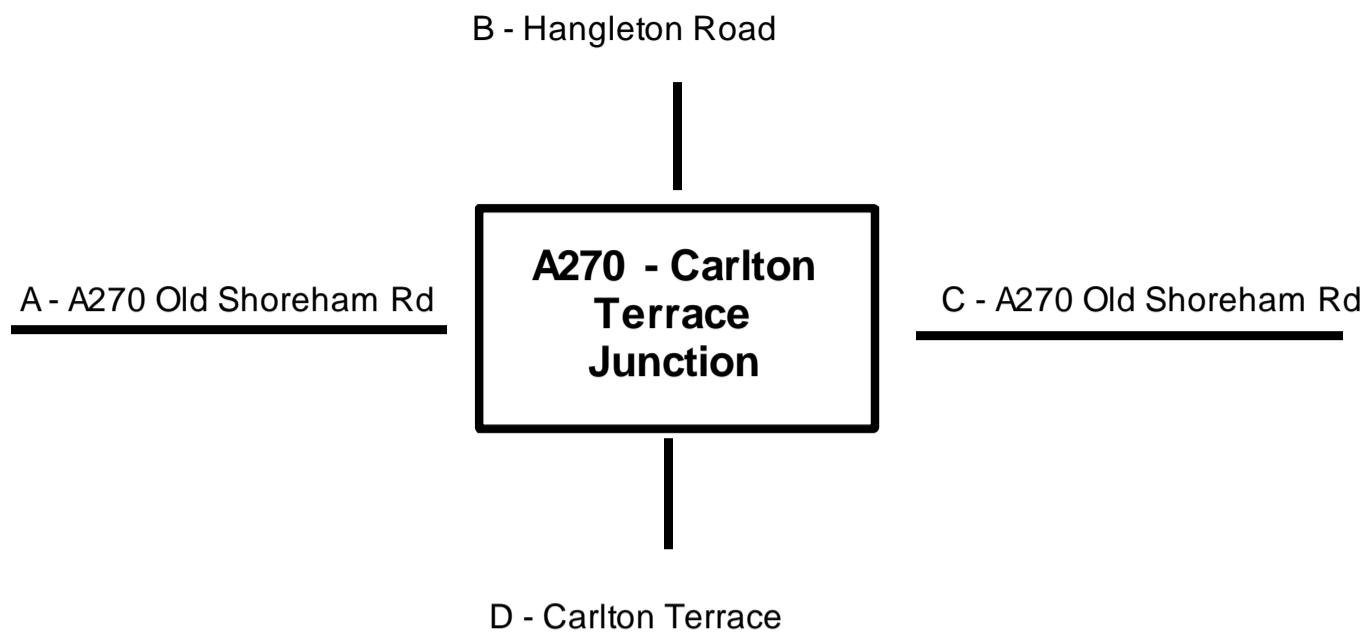 B - Hangleton Road
A270 - Carlton
Terrace
Junction
A - A270 Old Shoreham Rd
C - A270 Old Shoreham Rd
D - Carlton Terrace